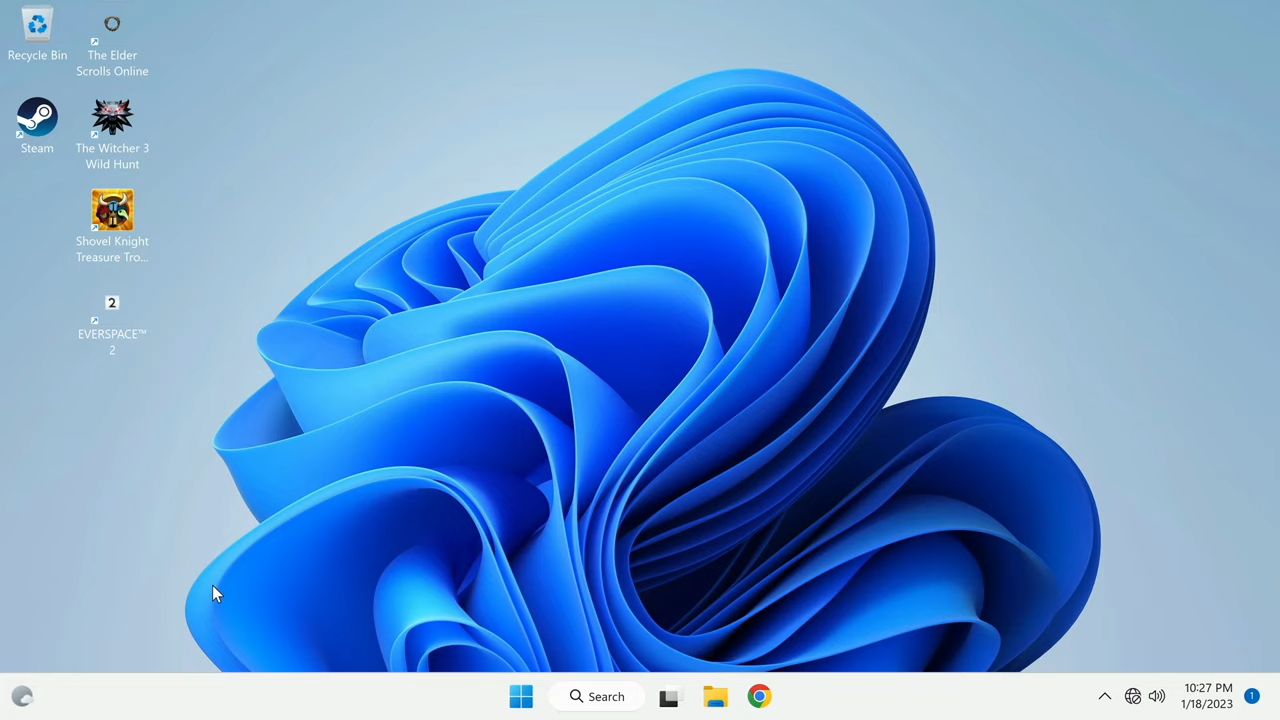 Recycle Bin
The Elder
Scrolls Online
Steam
The Witcher 3
Wild Hunt
Shovel Knight
Treasure Tro...
2
EVERSPACE™
2
Search
10:27 PM
1/18/2023
1